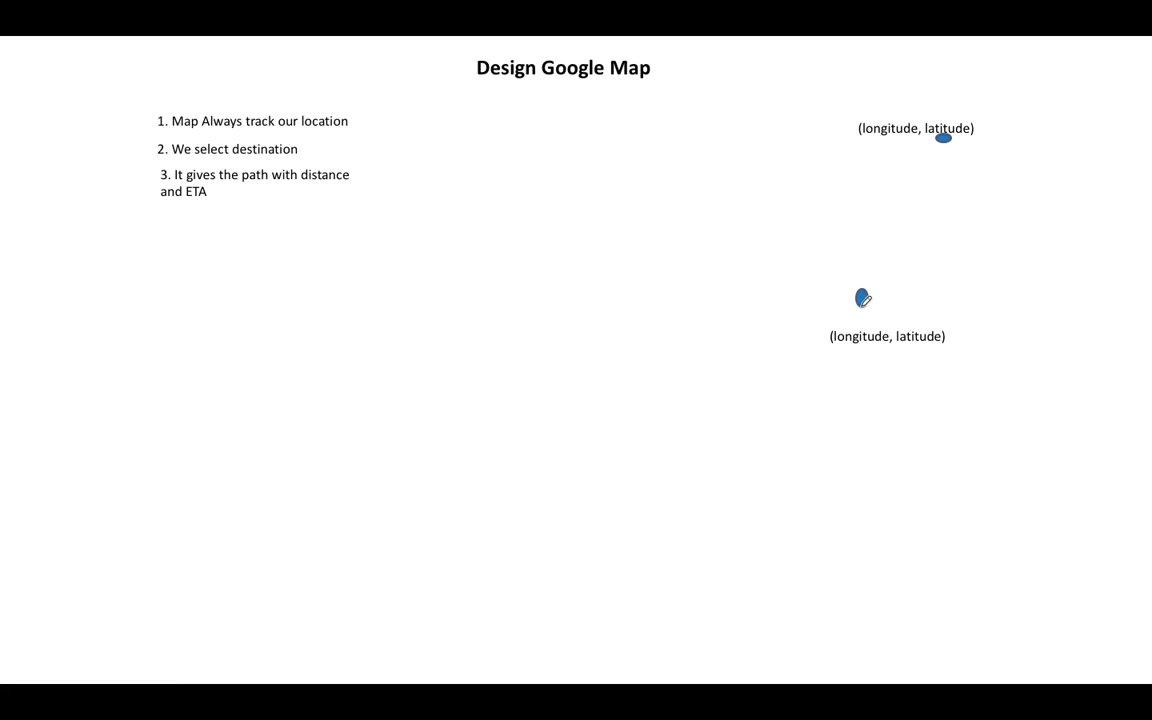 Design Google Map
1. Map Always track our location
2. We select destination
3. It gives the path with distance
and ETA
(longitude, latitude)
(longitude, latitude)